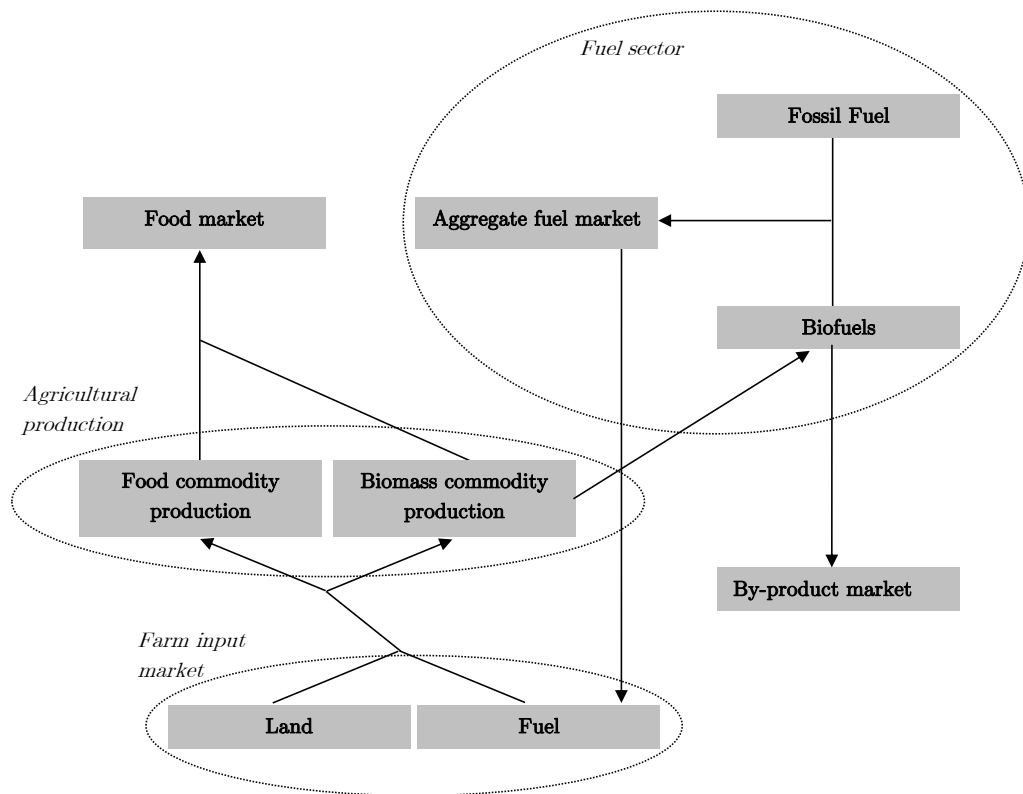 Fuel sector
Fossil Fuel
Food market
Aggregate fuel market
Biofuels
Agricultural
production
Food commodity
production
Biomass commodity
production
By-product market
Farm input
market
Land
Fuel